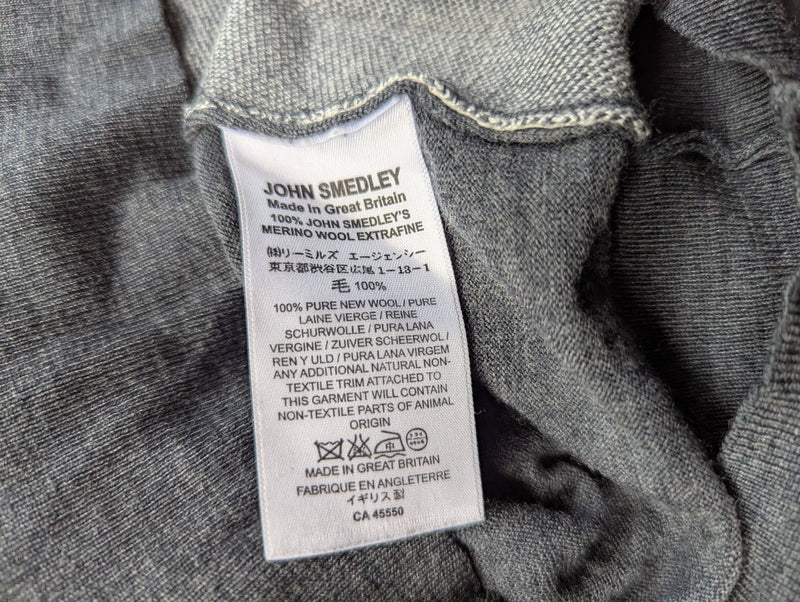 JOHN SMEDLEY
Made in Great Britain
100% JOHN SMEDLEY'S
MERINO WOOL EXTRAFINE
㈱リーミルズ エージェンシー
東京都渋谷区広尾1-13-1
毛 100%
100% PURE NEW WOOL / PURE
LAINE VIERGE / REINE
SCHURWOLLE / PURA LANA
VERGINE / ZUIVER SCHEERWOL /
REN Y ULD / PURA LANA VIRGEM
ANY ADDITIONAL NATURAL NON-
TEXTILE TRIM ATTACHED TO
THIS GARMENT WILL CONTAIN
NON-TEXTILE PARTS OF ANIMAL
ORIGIN
MADE IN GREAT BRITAIN
FABRIQUE EN ANGLETERRE
イギリス製
CA 45550